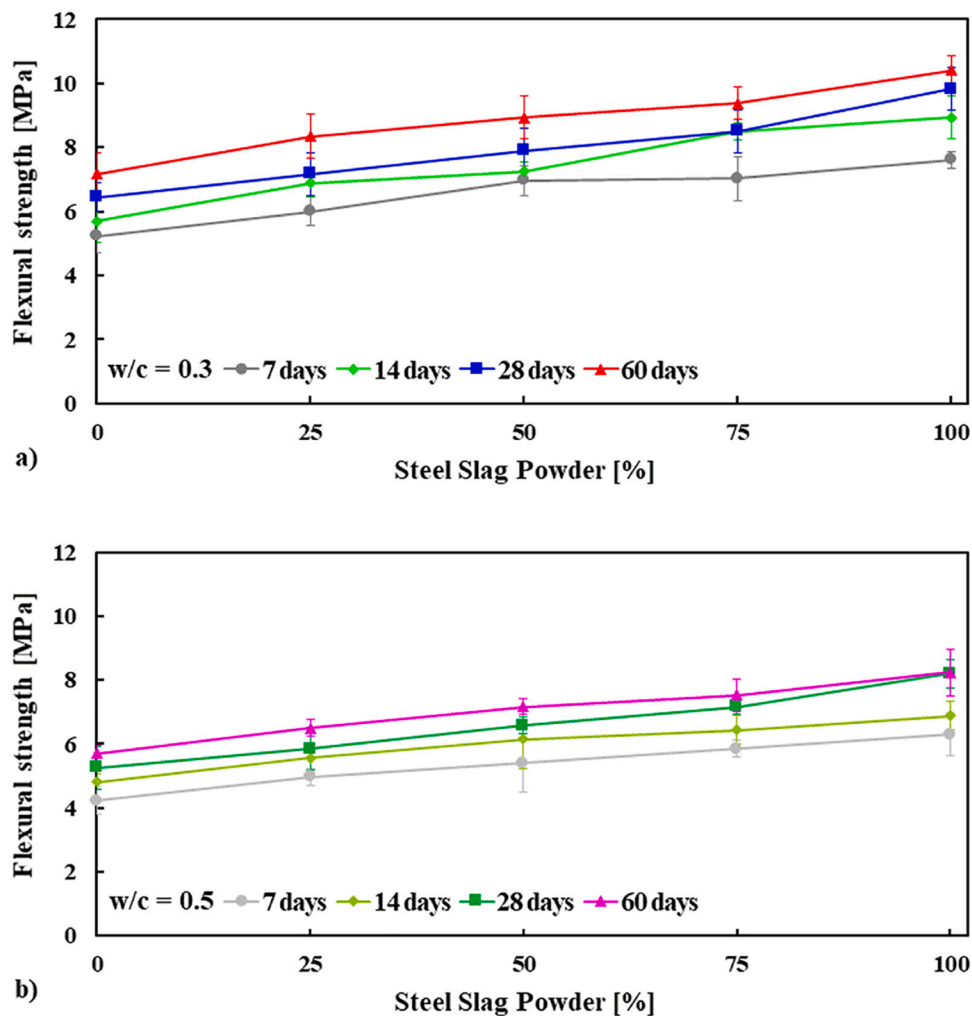 12
10
8
6
4
2
0
Flexural strength [MPa]
w/c = 0.3 7 days 14 days 28 days 60 days
0 25 50 75 100
a)
Steel Slag Powder [%]
12
10
8
6
4
2
0
Flexural strength [MPa]
w/c = 0.5 7 days 14 days 28 days 60 days
0 25 50 75 100
b)
Steel Slag Powder [%]